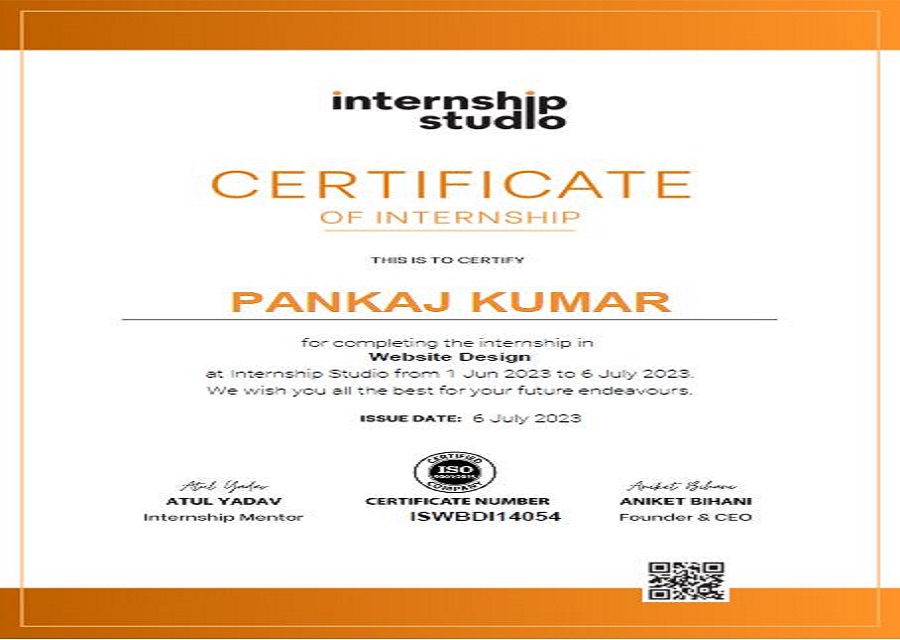 internship
studio
CERTIFICATE
OF INTERNSHIP
THIS IS TO CERTIFY
PANKAJ KUMAR
for completing the internship in
Website Design
at Internship Studio from 1 Jun 2023 to 6 July 2023.
We wish you all the best for your future endeavours.
ISSUE DATE: 6 July 2023
CERTIFIED
ISO
COMPANY
Atul Yadav
Aniket Bihani
ATUL YADAV
CERTIFICATE NUMBER
ANIKET BIHANI
Internship Mentor
ISWBDI14054
Founder & CEO